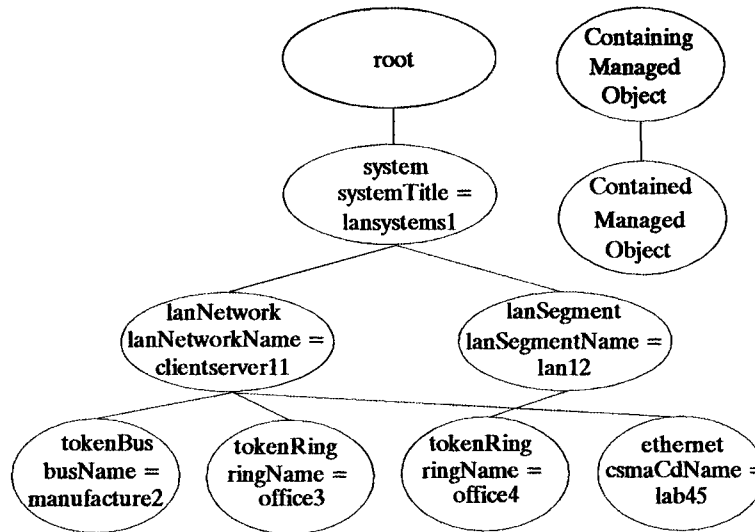 root
Containing
Managed
Object
system
systemTitle =
lansystems1
Contained
Managed
Object
lanNetwork
lanNetworkName =
clientserver11
lanSegment
lanSegmentName =
lan12
tokenBus
busName =
manufacture2
tokenRing
ringName =
office3
tokenRing
ringName =
office4
ethernet
csmaCdName =
lab45